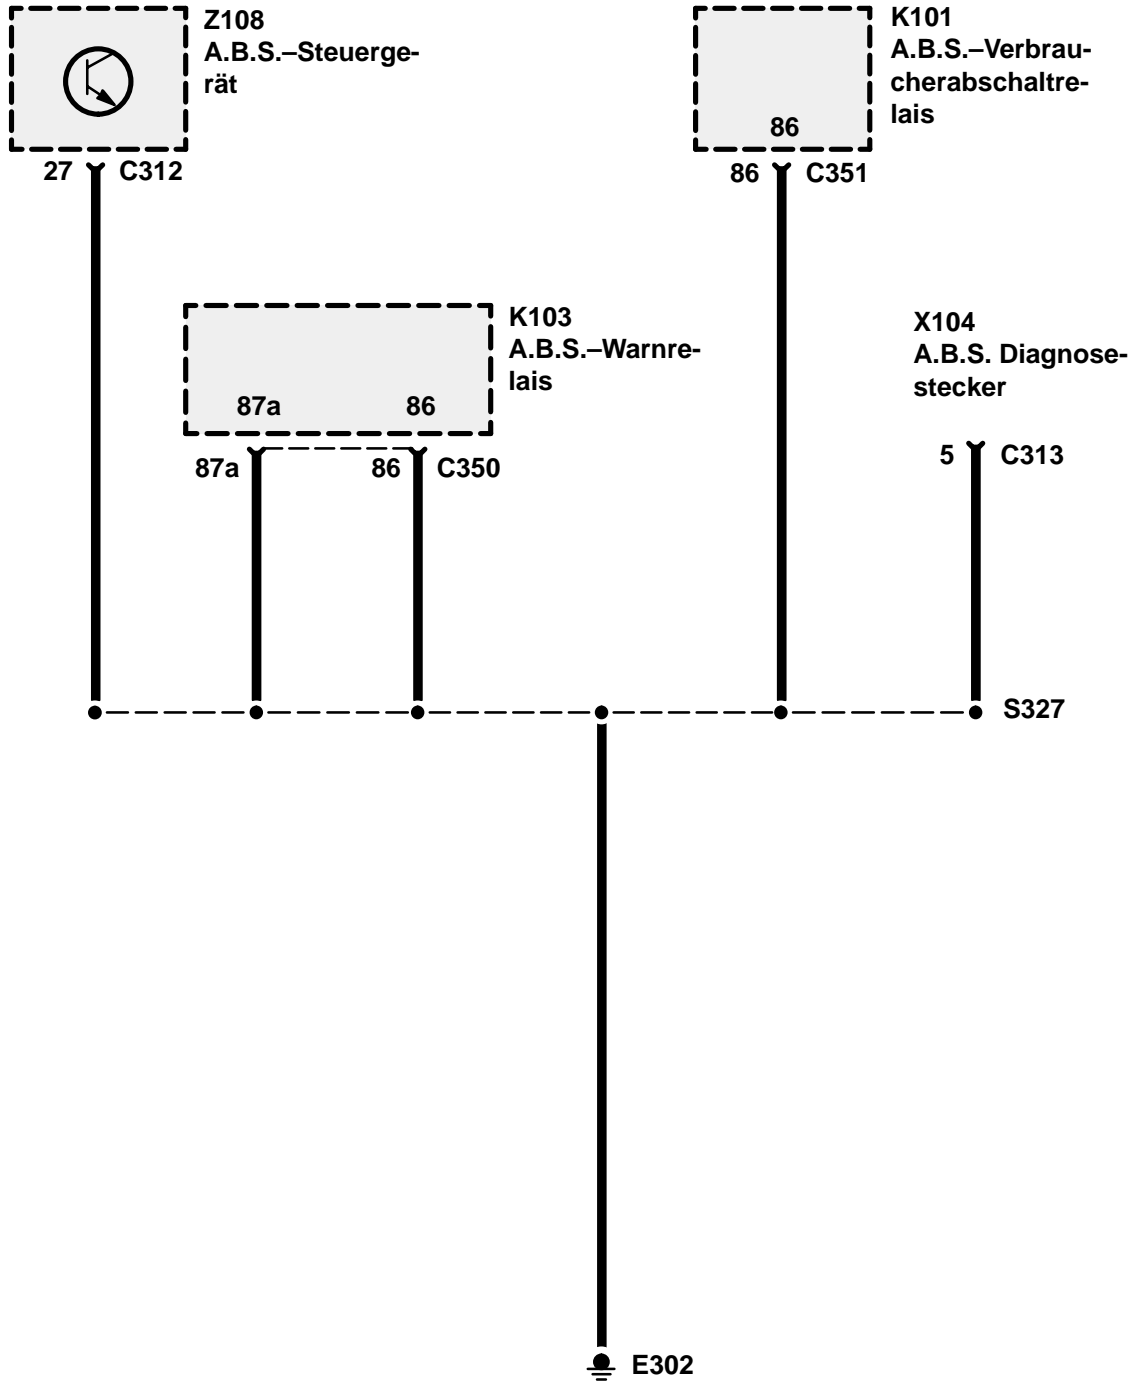 Z108
A.B.S.–Steuerge-
rät
27
C312
K101
A.B.S.–Verbrau-
cherabschaltre-
lais
86
86
C351
K103
A.B.S.–Warnre-
lais
87a
86
87a
86
C350
X104
A.B.S. Diagnose-
stecker
5
C313
S327
E302